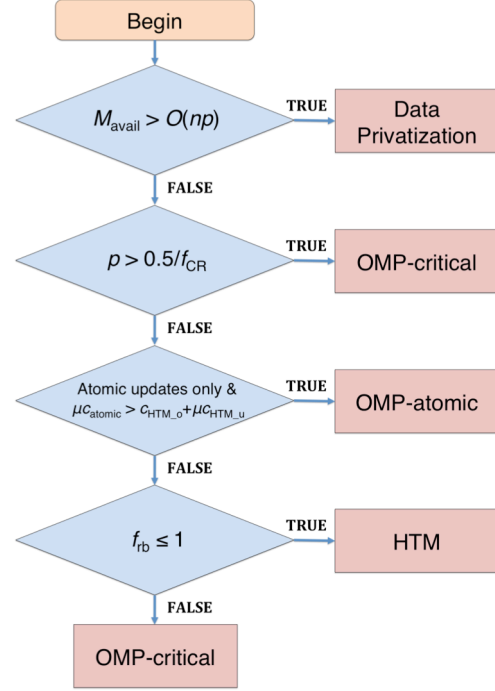 Begin
M_avail > O(np)
TRUE
Data
Privatization
FALSE
p > 0.5/f_CR
TRUE
OMP-critical
FALSE
Atomic updates only &
μc_atomic > c_HTM_o+μc_HTM_u
TRUE
OMP-atomic
FALSE
f_rb ≤ 1
TRUE
HTM
FALSE
OMP-critical